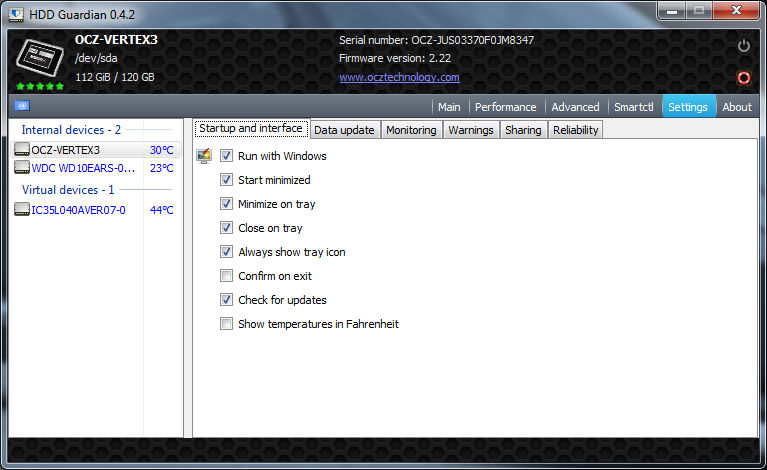 HDD Guardian 0.4.2
OCZ-VERTEX3
/dev/sda
112 GiB / 120 GB
Serial number: OCZ-JUS03370F0JM8347
Firmware version: 2.22
www.ocztechnology.com
Main Performance Advanced Smartctl Settings About
Internal devices - 2
OCZ-VERTEX3 30°C
WDC WD10EARS-0... 23°C
Virtual devices - 1
IC35L040AVER07-0 44°C
Startup and interface Data update Monitoring Warnings Sharing Reliability
Run with Windows
Start minimized
Minimize on tray
Close on tray
Always show tray icon
Confirm on exit
Check for updates
Show temperatures in Fahrenheit